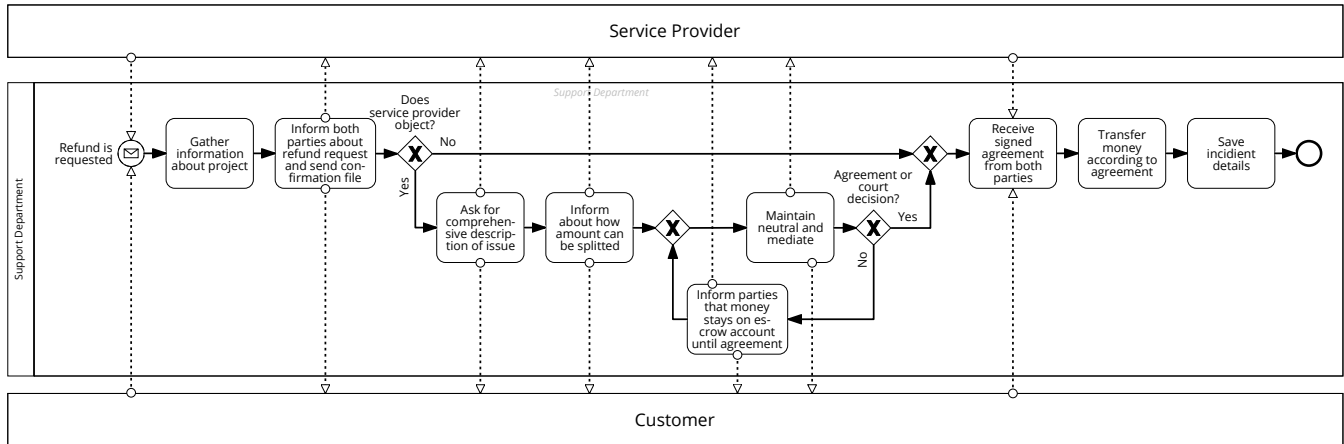 Service Provider
Support Department
Support Department
Refund is
requested
Gather
information
about project
Inform both
parties about
refund request
and send con-
firmation file
Does
service provider
object?
No
Yes
Ask for
comprehen-
sive descrip-
tion of issue
Inform
about how
amount can
be splitted
Maintain
neutral and
mediate
Agreement or
court
decision?
Yes
No
Inform parties
that money
stays on es-
crow account
until agreement
Receive
signed
agreement
from both
parties
Transfer
money
according to
agreement
Save
incident
details
Customer